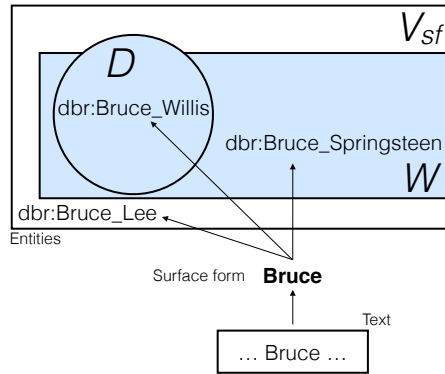 V_sf
D
dbr:Bruce_Willis
dbr:Bruce_Springsteen
W
dbr:Bruce_Lee
Entities
Surface form Bruce
Text
... Bruce ...